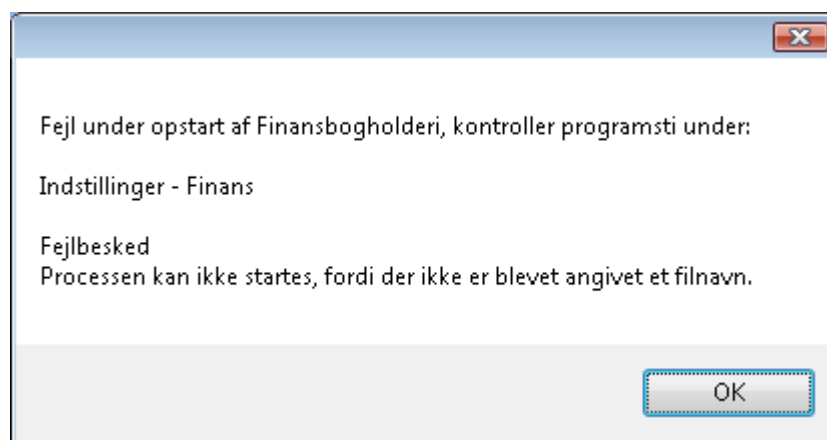 Fejl under opstart af Finansbogholderi, kontroller programsti under:
Indstillinger - Finans
Fejlbesked
Processen kan ikke startes, fordi der ikke er blevet angivet et filnavn.
OK